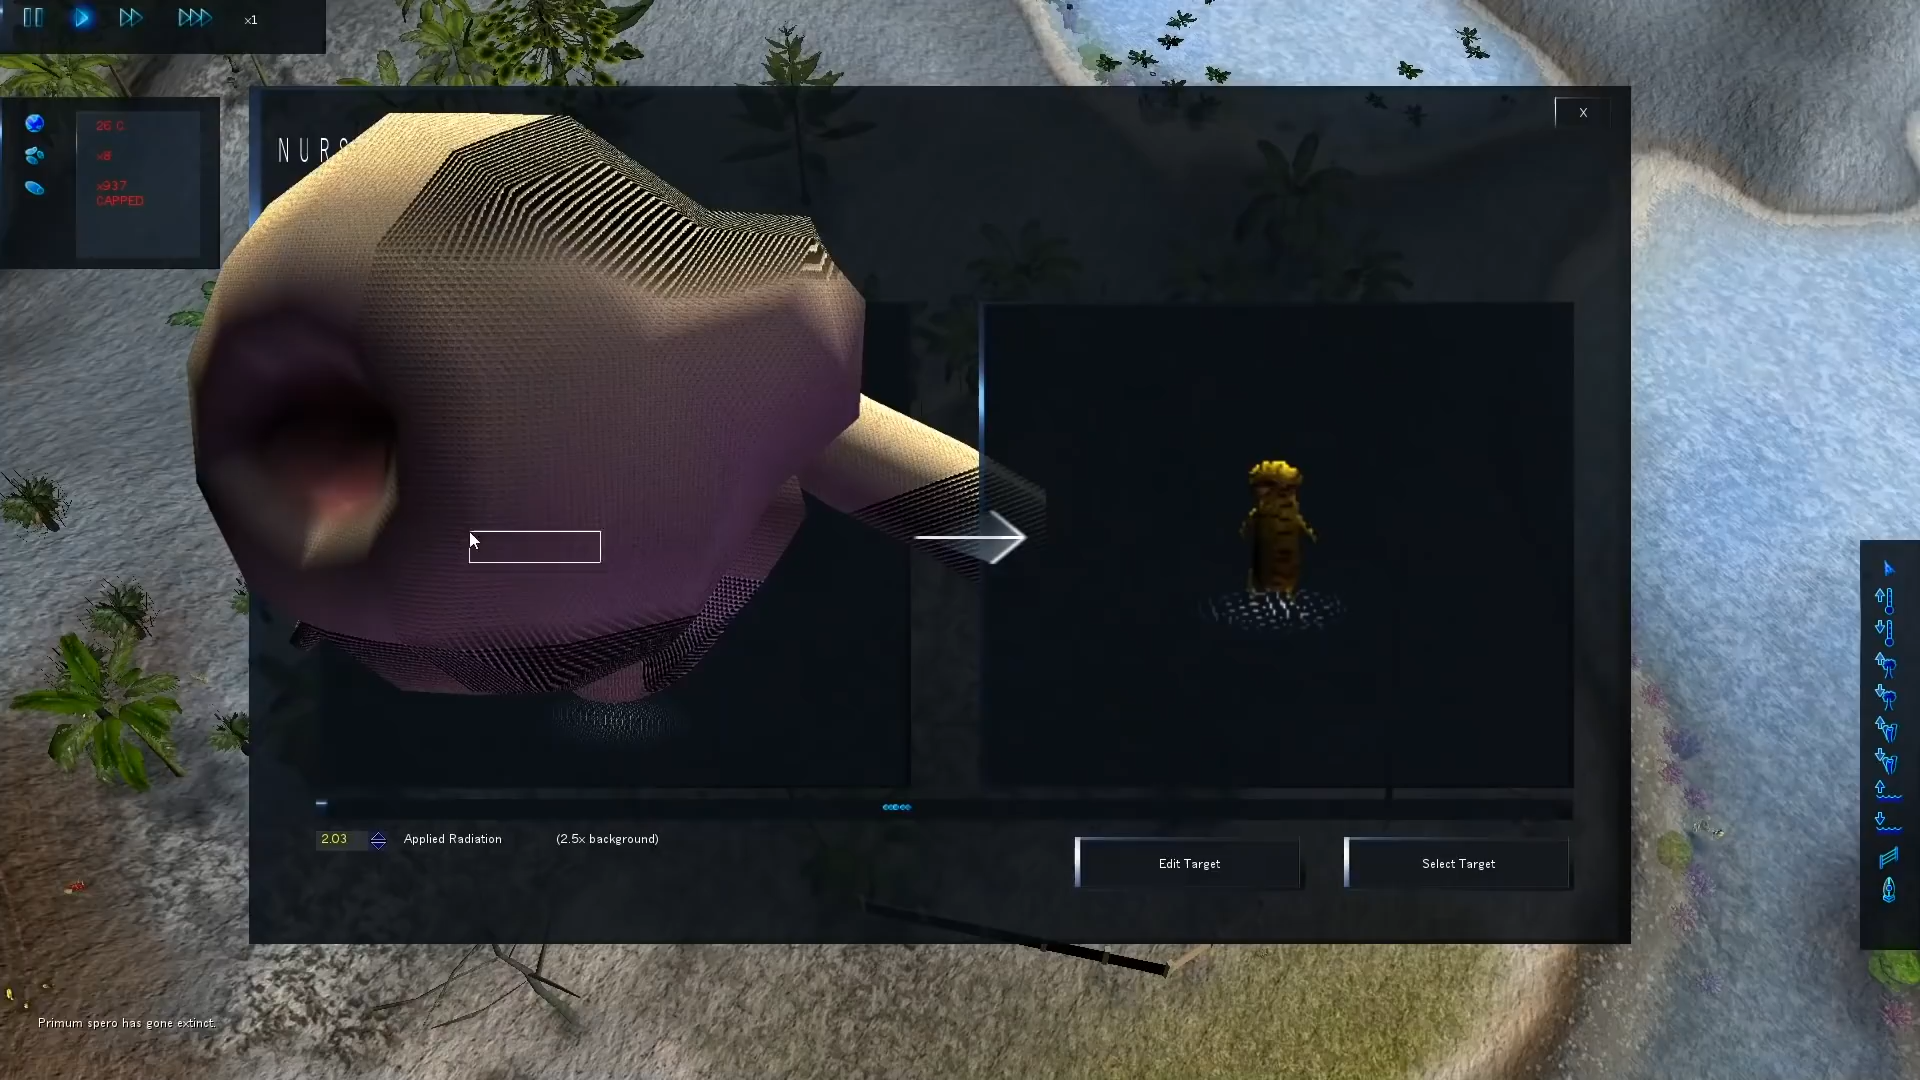 x1
26 C
x8
x937
CAPPED
X
2.03 Applied Radiation (2.5x background)
Edit Target
Select Target
Primum spero has gone extinct.